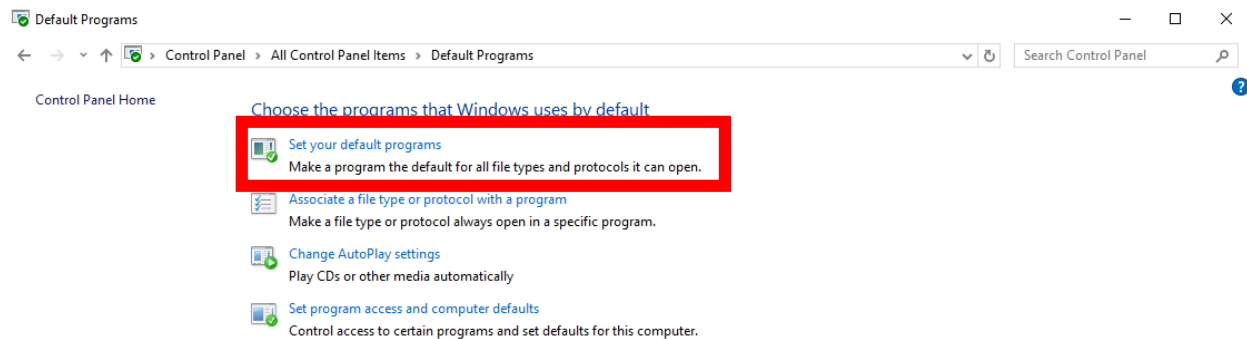 Default Programs
Control Panel > All Control Panel Items > Default Programs
Search Control Panel
Control Panel Home
Choose the programs that Windows uses by default
Set your default programs
Make a program the default for all file types and protocols it can open.
Associate a file type or protocol with a program
Make a file type or protocol always open in a specific program.
Change AutoPlay settings
Play CDs or other media automatically
Set program access and computer defaults
Control access to certain programs and set defaults for this computer.